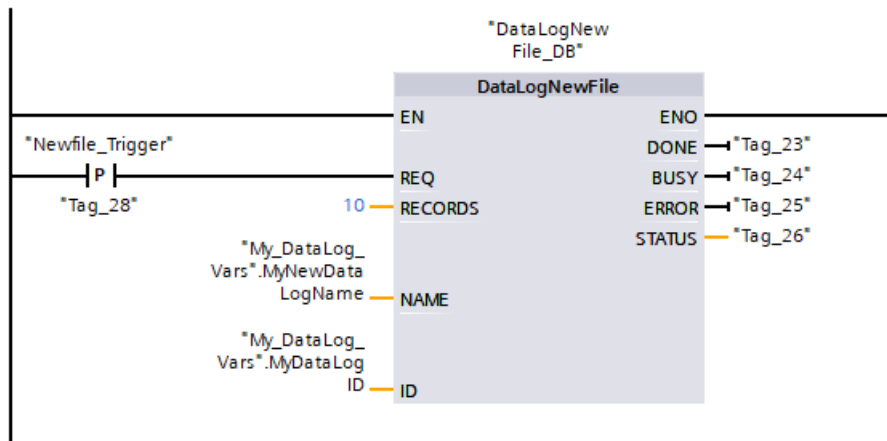 "DataLogNew
File_DB"
DataLogNewFile
EN
ENO
"Newfile_Trigger"
DONE
"Tag_23"
P
REQ
BUSY
"Tag_24"
"Tag_28"
10
RECORDS
ERROR
"Tag_25"
STATUS
"Tag_26"
"My_DataLog_
Vars".MyNewData
LogName
NAME
"My_DataLog_
Vars".MyDataLog
ID
ID